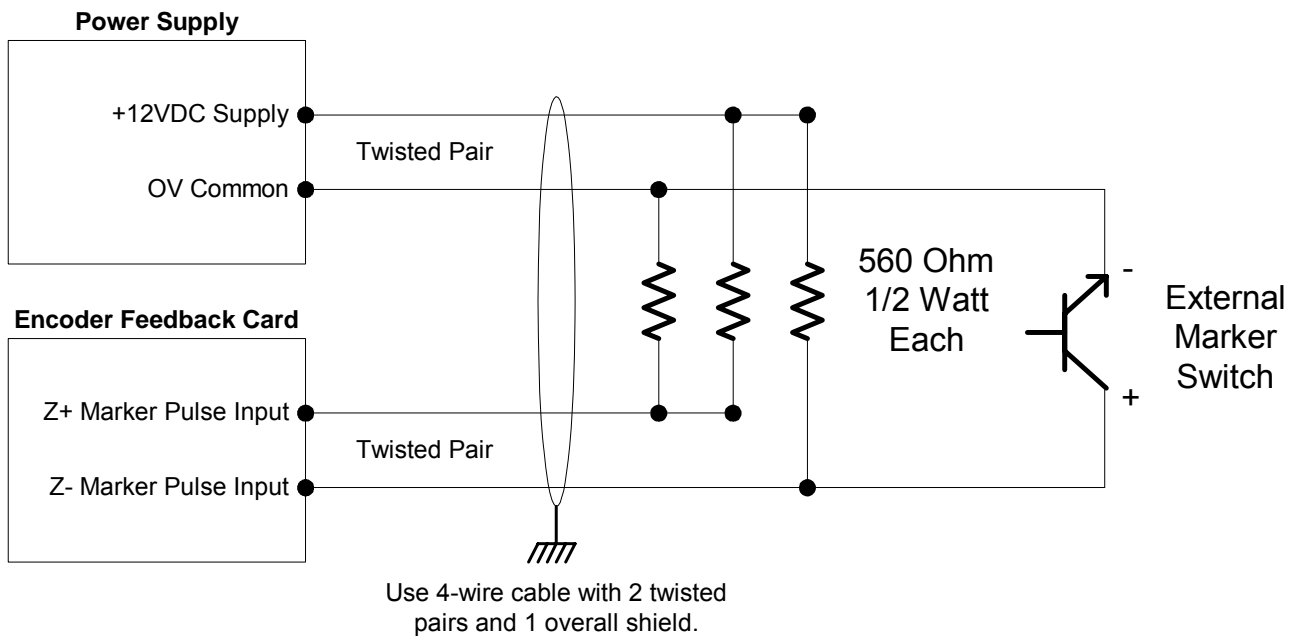 Power Supply
+12VDC Supply
Twisted Pair
OV Common
560 Ohm
1/2 Watt
Each
-
External
Marker
Switch
+
Encoder Feedback Card
Z+ Marker Pulse Input
Twisted Pair
Z- Marker Pulse Input
Use 4-wire cable with 2 twisted
pairs and 1 overall shield.